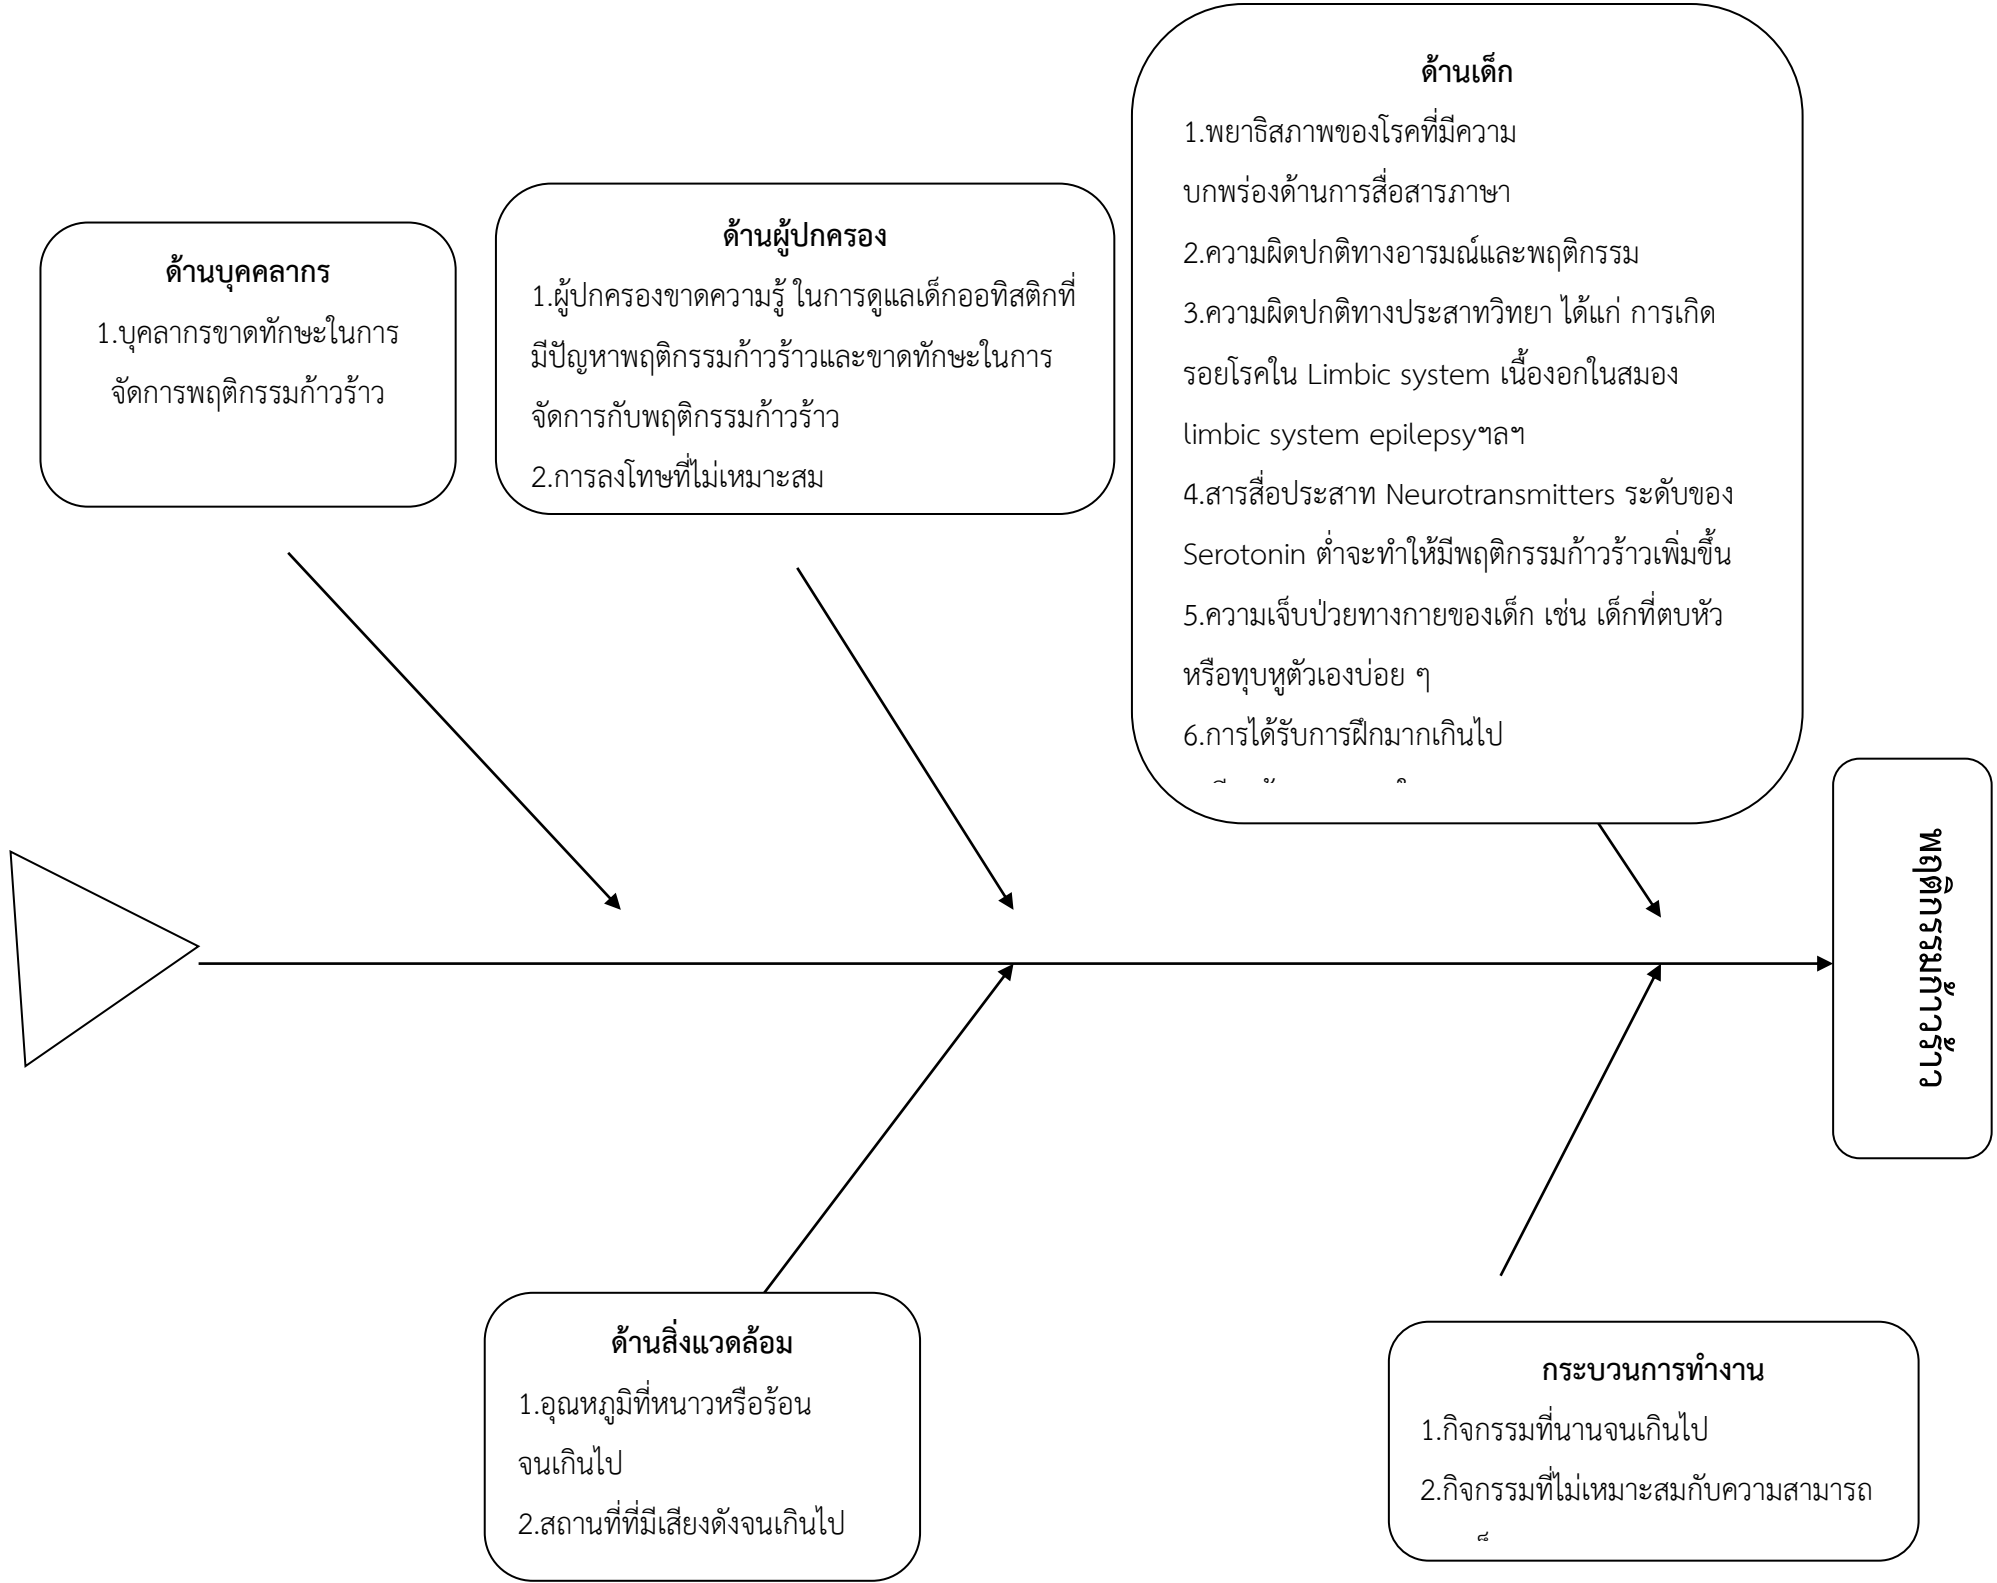 ด้านบุคคลากร
1.บุคลากรขาดทักษะในการ
จัดการพฤติกรรมก้าวร้าว
ด้านผู้ปกครอง
1.ผู้ปกครองขาดความรู้ ในการดูแลเด็กออทิสติกที่
มีปัญหาพฤติกรรมก้าวร้าวและขาดทักษะในการ
จัดการกับพฤติกรรมก้าวร้าว
2.การลงโทษที่ไม่เหมาะสม
ด้านเด็ก
1.พยาธิสภาพของโรคที่มีความ
บกพร่องด้านการสื่อสารภาษา
2.ความผิดปกติทางอารมณ์และพฤติกรรม
3.ความผิดปกติทางประสาทวิทยา ได้แก่ การเกิด
รอยโรคใน Limbic system เนื้องอกในสมอง
limbic system epilepsyฯลฯ
4.สารสื่อประสาท Neurotransmitters ระดับของ
Serotonin ต่ำจะทำให้มีพฤติกรรมก้าวร้าวเพิ่มขึ้น
5.ความเจ็บป่วยทางกายของเด็ก เช่น เด็กที่ตบหัว
หรือทุบหูตัวเองบ่อย ๆ
6.การได้รับการฝึกมากเกินไป
พฤติกรรมก้าวร้าว
ด้านสิ่งแวดล้อม
1.อุณหภูมิที่หนาวหรือร้อน
จนเกินไป
2.สถานที่ที่มีเสียงดังจนเกินไป
กระบวนการทำงาน
1.กิจกรรมที่นานจนเกินไป
2.กิจกรรมที่ไม่เหมาะสมกับความสามารถ